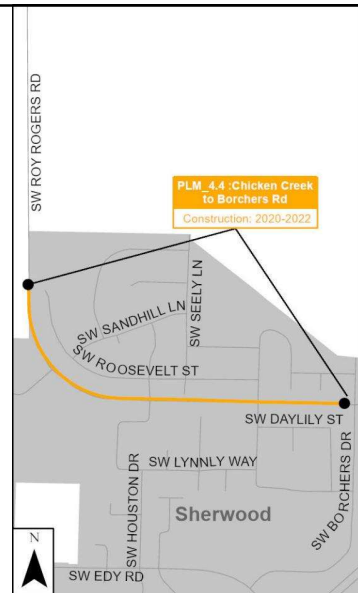 SW ROY ROGERS RD
PLM_4.4 :Chicken Creek
to Borchers Rd
Construction: 2020-2022
SW SEELY LN
SW SANDHILL LN
SW ROOSEVELT ST
SW DAYLILY ST
SW LYNNLY WAY
SW HOUSTON DR
SW BORCHERS DR
Sherwood
N
SW EDY RD